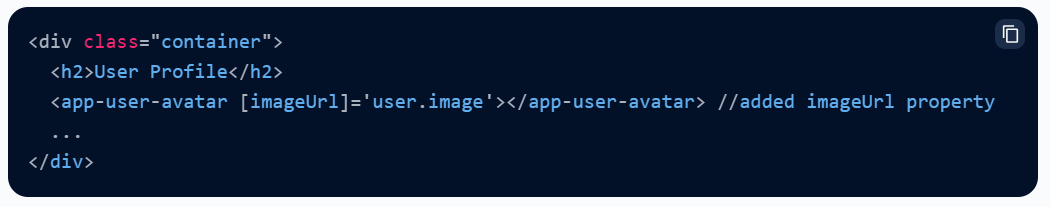 <div class="container">
  <h2>User Profile</h2>
  <app-user-avatar [imageUrl]='user.image'></app-user-avatar> //added imageUrl property
  ...
</div>